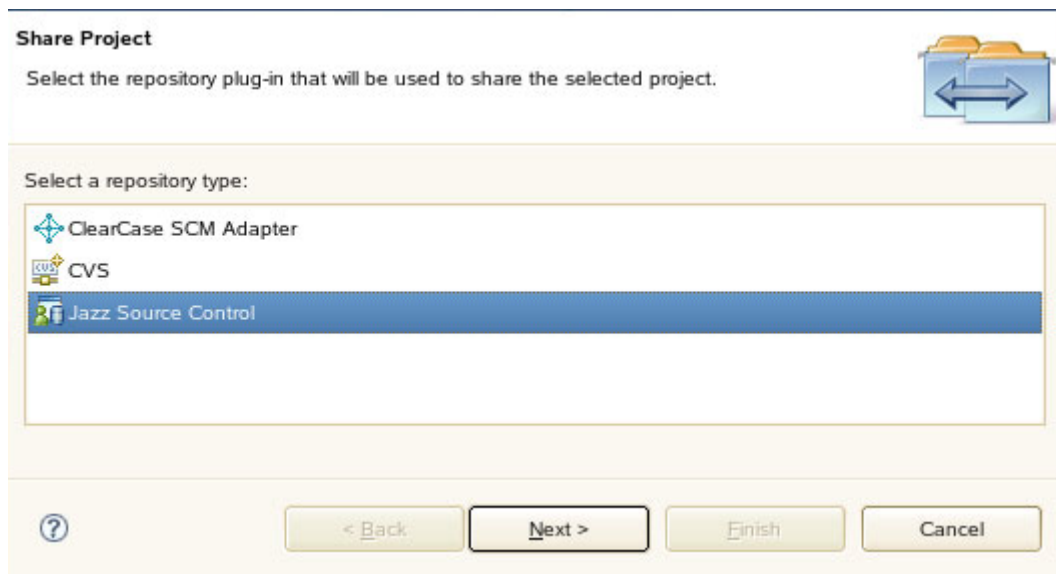 Share Project
Select the repository plug-in that will be used to share the selected project.
Select a repository type:
ClearCase SCM Adapter
CVS
Jazz Source Control
< Back
Next >
Finish
Cancel